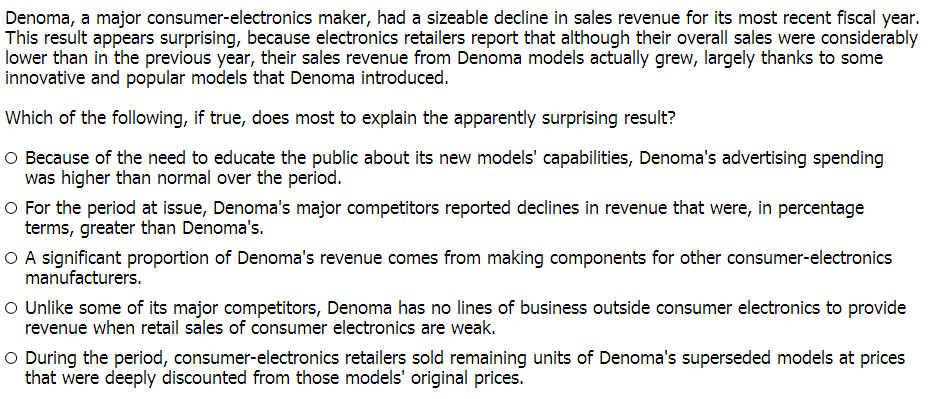 Denoma, a major consumer-electronics maker, had a sizeable decline in sales revenue for its most recent fiscal year.
This result appears surprising, because electronics retailers report that although their overall sales were considerably
lower than in the previous year, their sales revenue from Denoma models actually grew, largely thanks to some
innovative and popular models that Denoma introduced.
Which of the following, if true, does most to explain the apparently surprising result?
Because of the need to educate the public about its new models' capabilities, Denoma's advertising spending
was higher than normal over the period.
For the period at issue, Denoma's major competitors reported declines in revenue that were, in percentage
terms, greater than Denoma's.
A significant proportion of Denoma's revenue comes from making components for other consumer-electronics
manufacturers.
Unlike some of its major competitors, Denoma has no lines of business outside consumer electronics to provide
revenue when retail sales of consumer electronics are weak.
During the period, consumer-electronics retailers sold remaining units of Denoma's superseded models at prices
that were deeply discounted from those models' original prices.